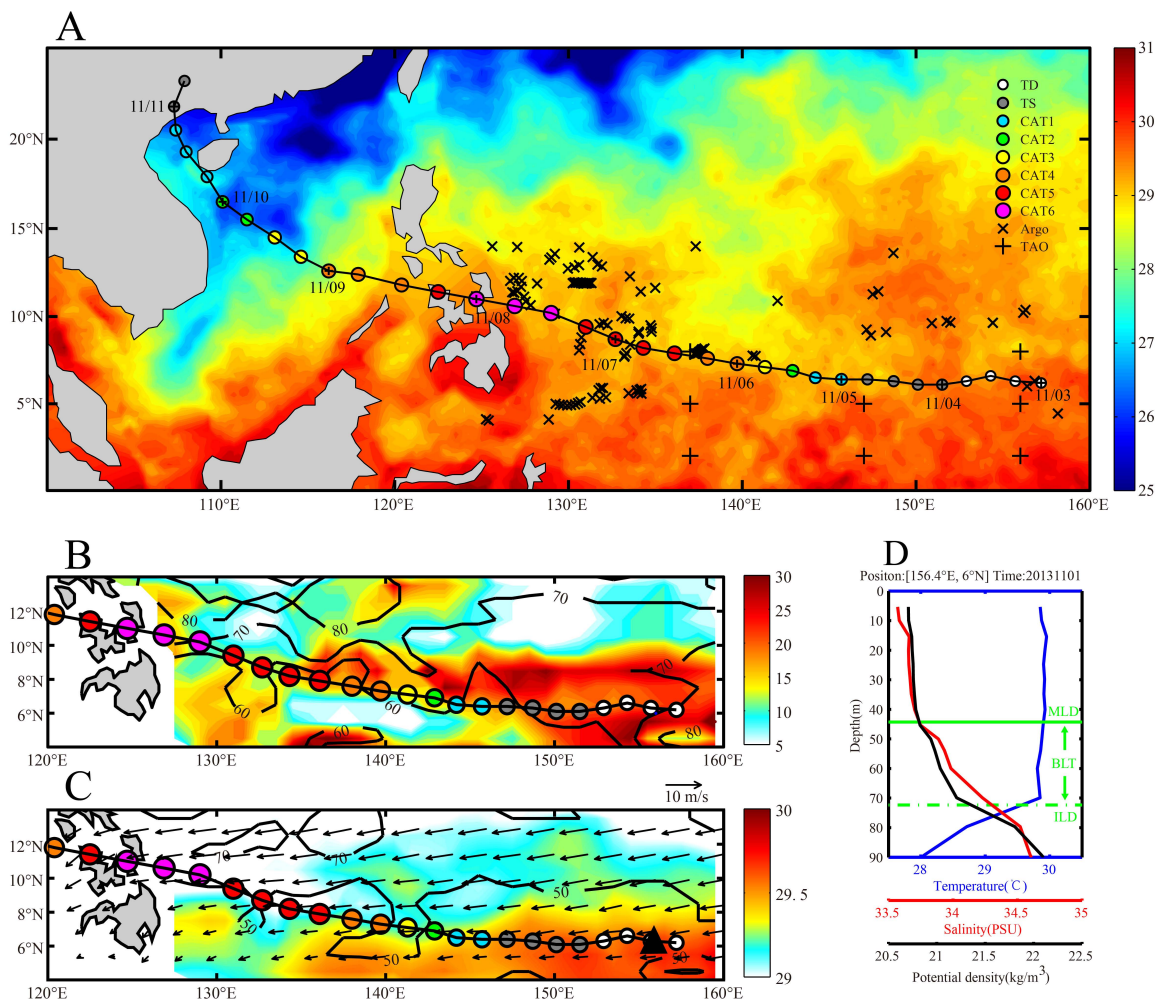 A
31
30
29
28
27
26
25
TD
TS
CAT1
CAT2
CAT3
CAT4
CAT5
CAT6
Argo
TAO
20°N
15°N
10°N
5°N
11/11
11/10
11/09
11/08
11/07
11/06
11/05
11/04
11/03
110°E
120°E
130°E
140°E
150°E
160°E
B
12°N
10°N
8°N
6°N
80
70
80
70
60
60
60
70
80
30
25
20
15
10
5
120°E
130°E
140°E
150°E
160°E
C
10 m/s
12°N
10°N
8°N
6°N
70
70
50
50
50
50
30
29.5
29
120°E
130°E
140°E
150°E
160°E
D
Positon:[156.4°E, 6°N] Time:20131101
0
10
20
30
40
50
60
70
80
90
Depth(m)
MLD
BLT
ILD
28
29
30
Temperature(℃)
33.5
34
34.5
35
Salinity(PSU)
20.5
21
21.5
22
22.5
Potential density(kg/m³)